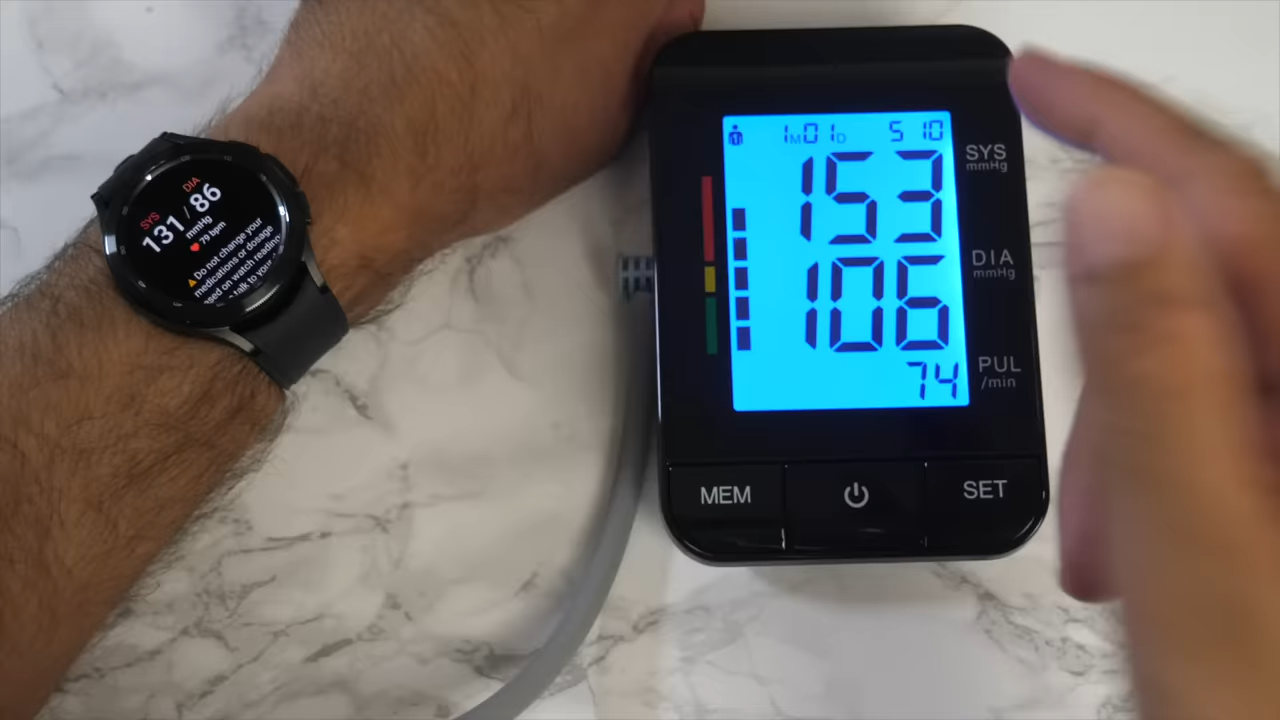 SYS
DIA
131 / 86
mmHg
79 bpm
Do not change your
medications or dosage
based on watch reading
talk to your
1M01D 5 10
153
SYS
mmHg
106
DIA
mmHg
74
PUL
/min
MEM
SET